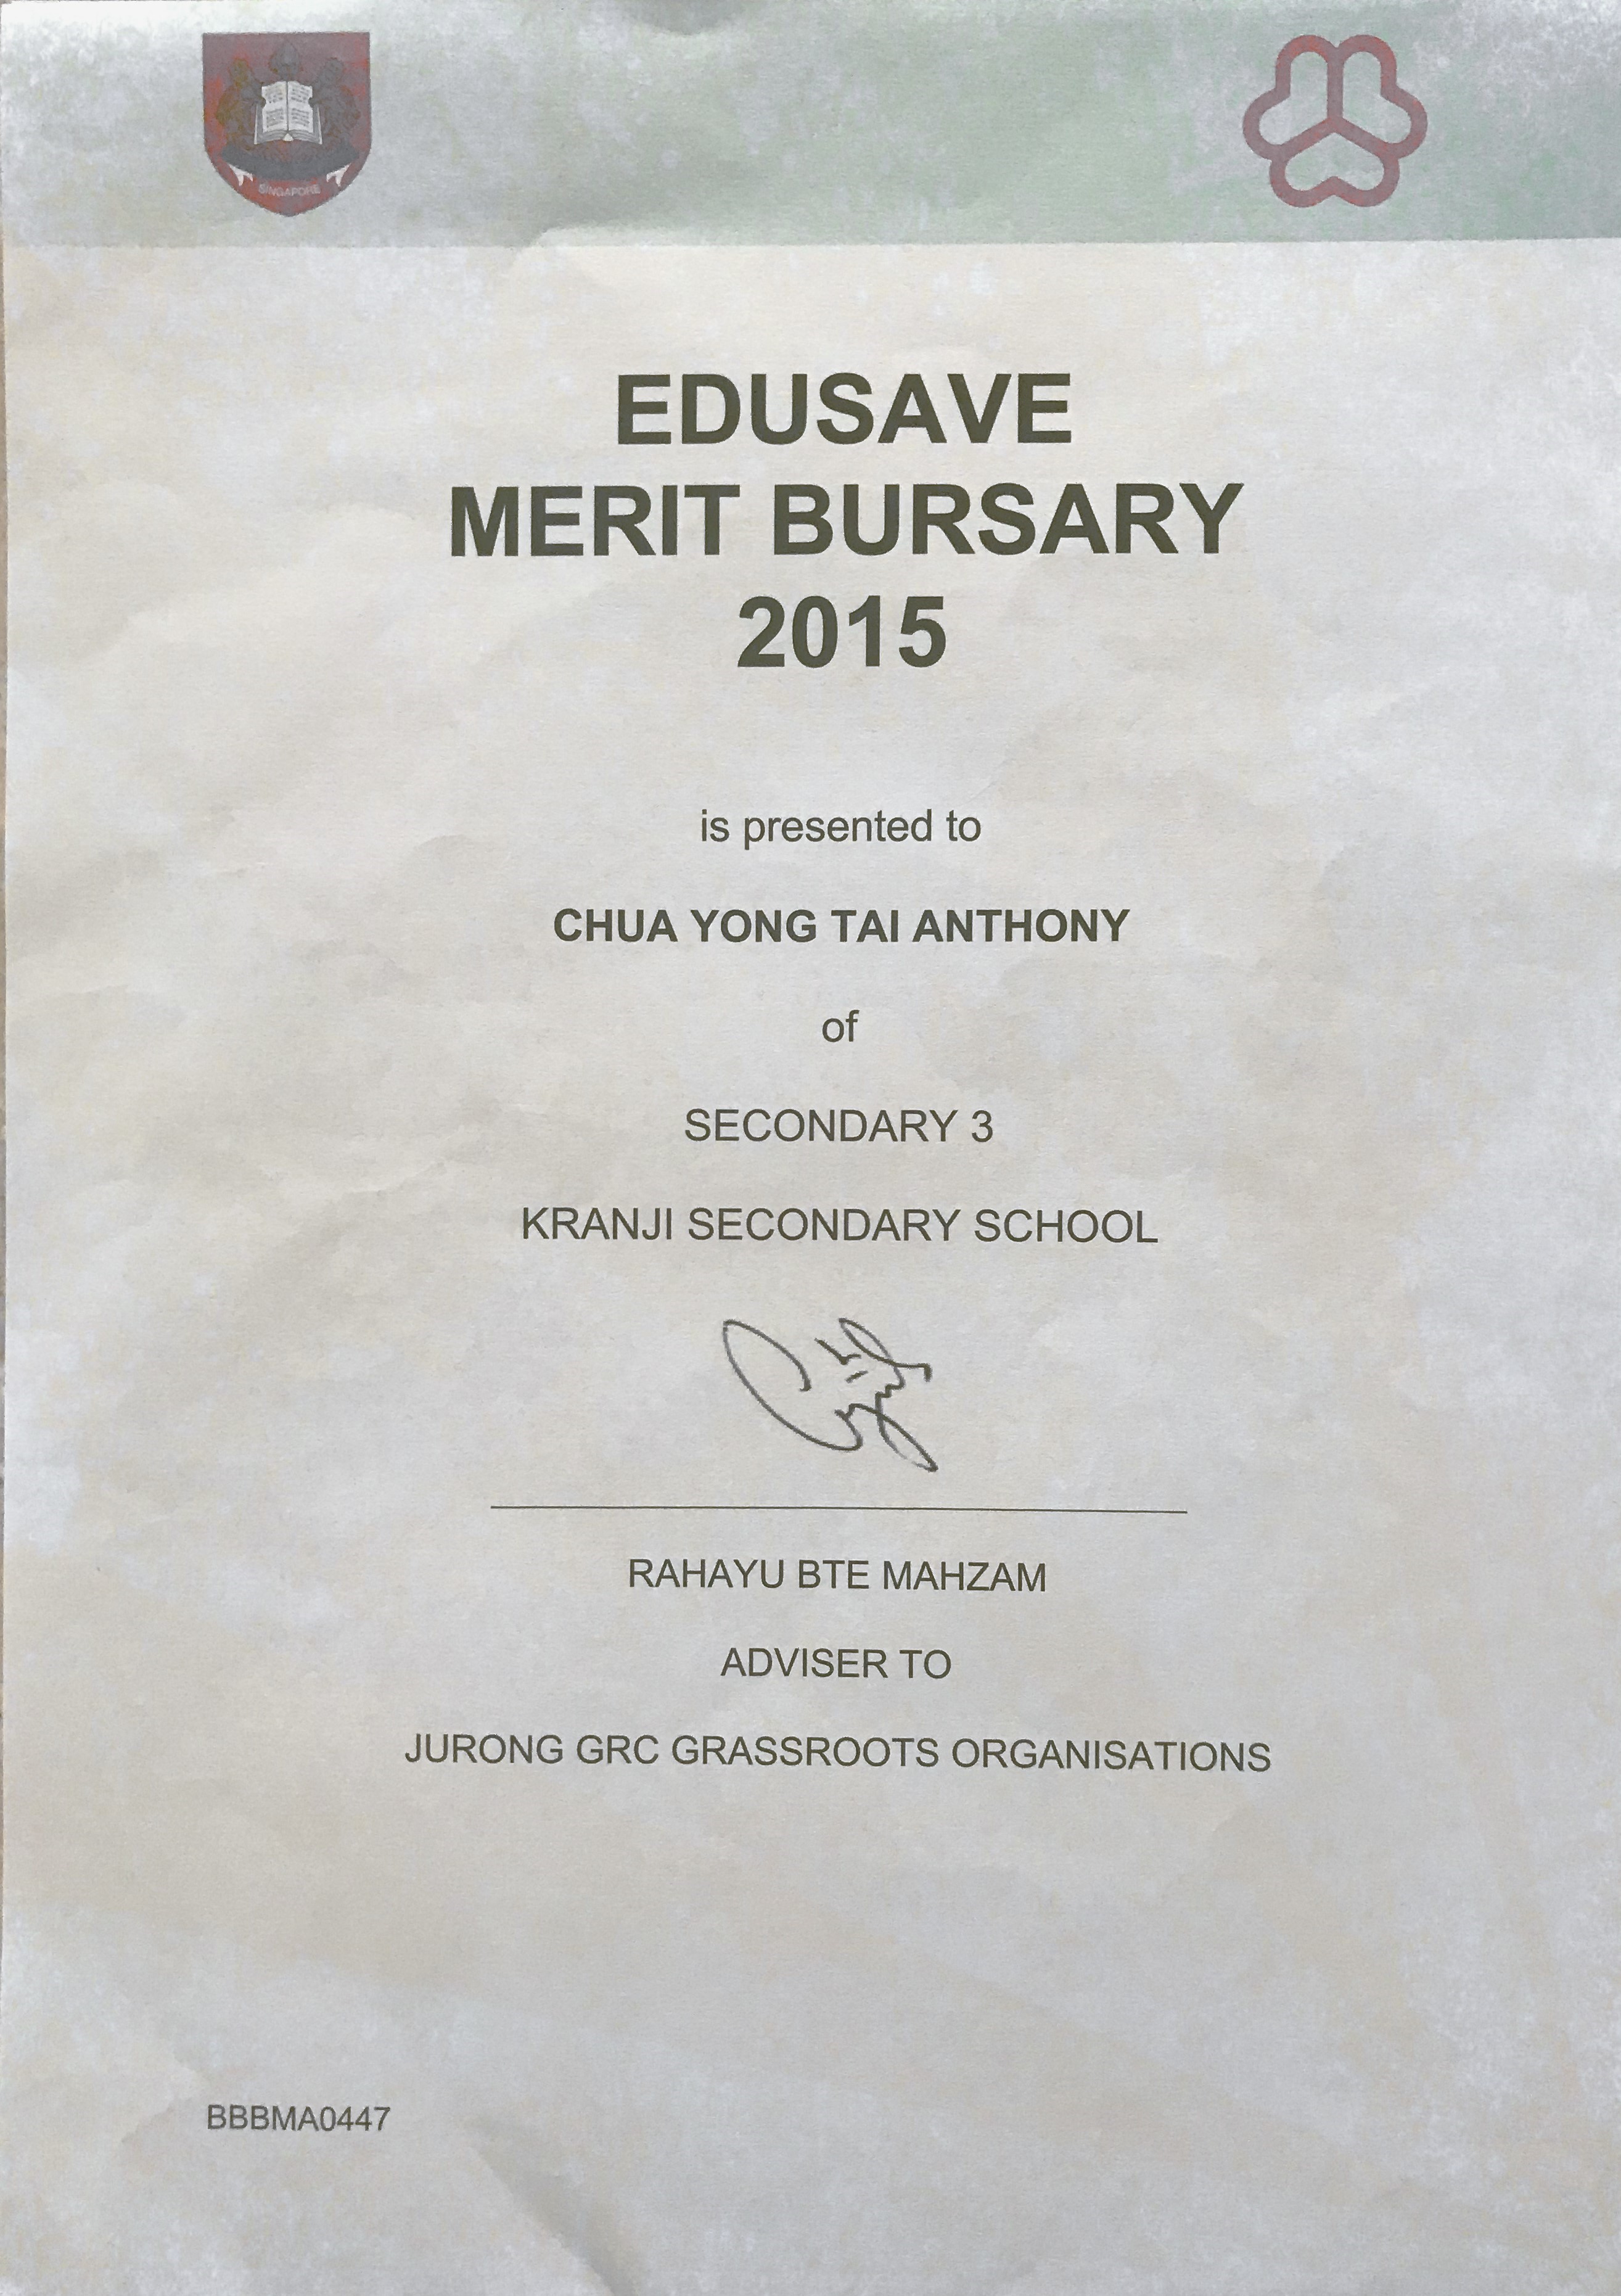 SINGAPORE
EDUSAVE
MERIT BURSARY
2015
is presented to
CHUA YONG TAI ANTHONY
of
SECONDARY 3
KRANJI SECONDARY SCHOOL
RAHAYU BTE MAHZAM
ADVISER TO
JURONG GRC GRASSROOTS ORGANISATIONS
BBBMA0447